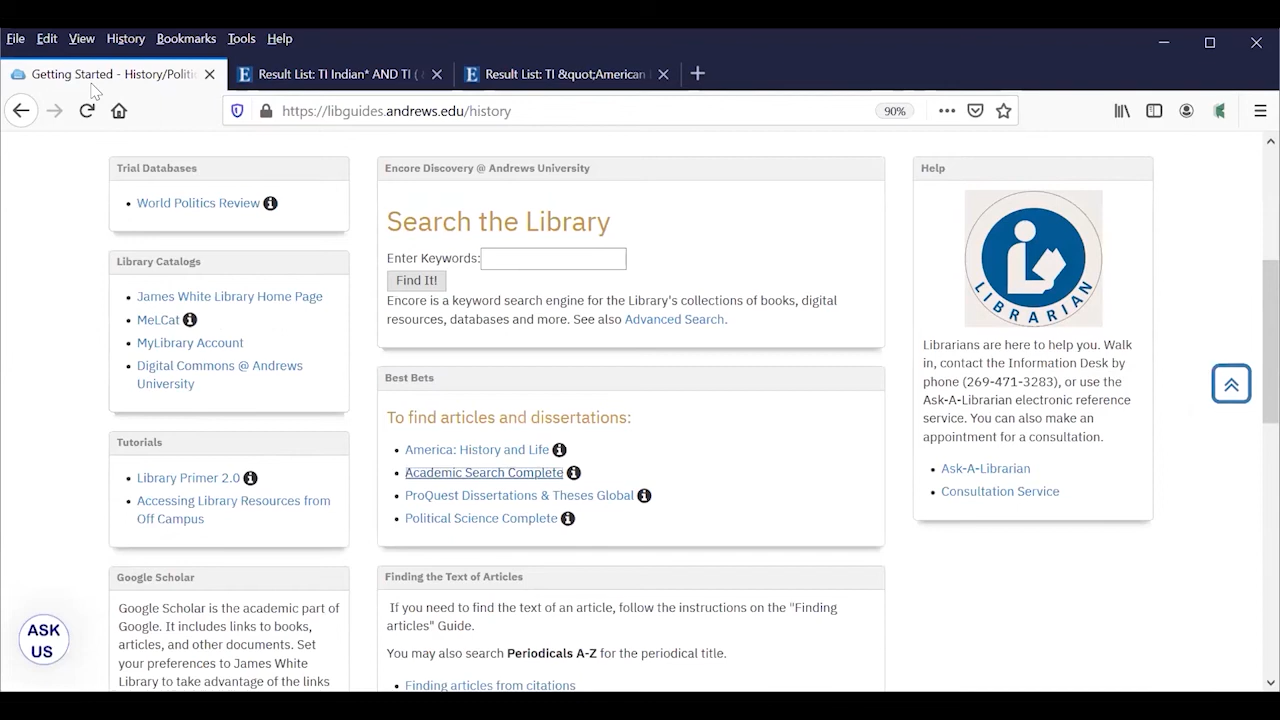 File Edit View History Bookmarks Tools Help
Getting Started - History/Politi
Result List: TI Indian* AND TI (
Result List: TI &quot;American
https://libguides.andrews.edu/history
90%
Trial Databases
World Politics Review
Library Catalogs
James White Library Home Page
MeLCat
MyLibrary Account
Digital Commons @ Andrews
University
Tutorials
Library Primer 2.0
Accessing Library Resources from
Off Campus
Google Scholar
Google Scholar is the academic part of
Google. It includes links to books,
articles, and other documents. Set
your preferences to James White
Library to take advantage of the links
ASK
US
Encore Discovery @ Andrews University
Search the Library
Enter Keywords:
Find It!
Encore is a keyword search engine for the Library's collections of books, digital
resources, databases and more. See also Advanced Search.
Best Bets
To find articles and dissertations:
America: History and Life
Academic Search Complete
ProQuest Dissertations & Theses Global
Political Science Complete
Finding the Text of Articles
If you need to find the text of an article, follow the instructions on the "Finding
articles" Guide.
You may also search Periodicals A-Z for the periodical title.
Finding articles from citations
Help
LIBRARIAN
Librarians are here to help you. Walk
in, contact the Information Desk by
phone (269-471-3283), or use the
Ask-A-Librarian electronic reference
service. You can also make an
appointment for a consultation.
Ask-A-Librarian
Consultation Service